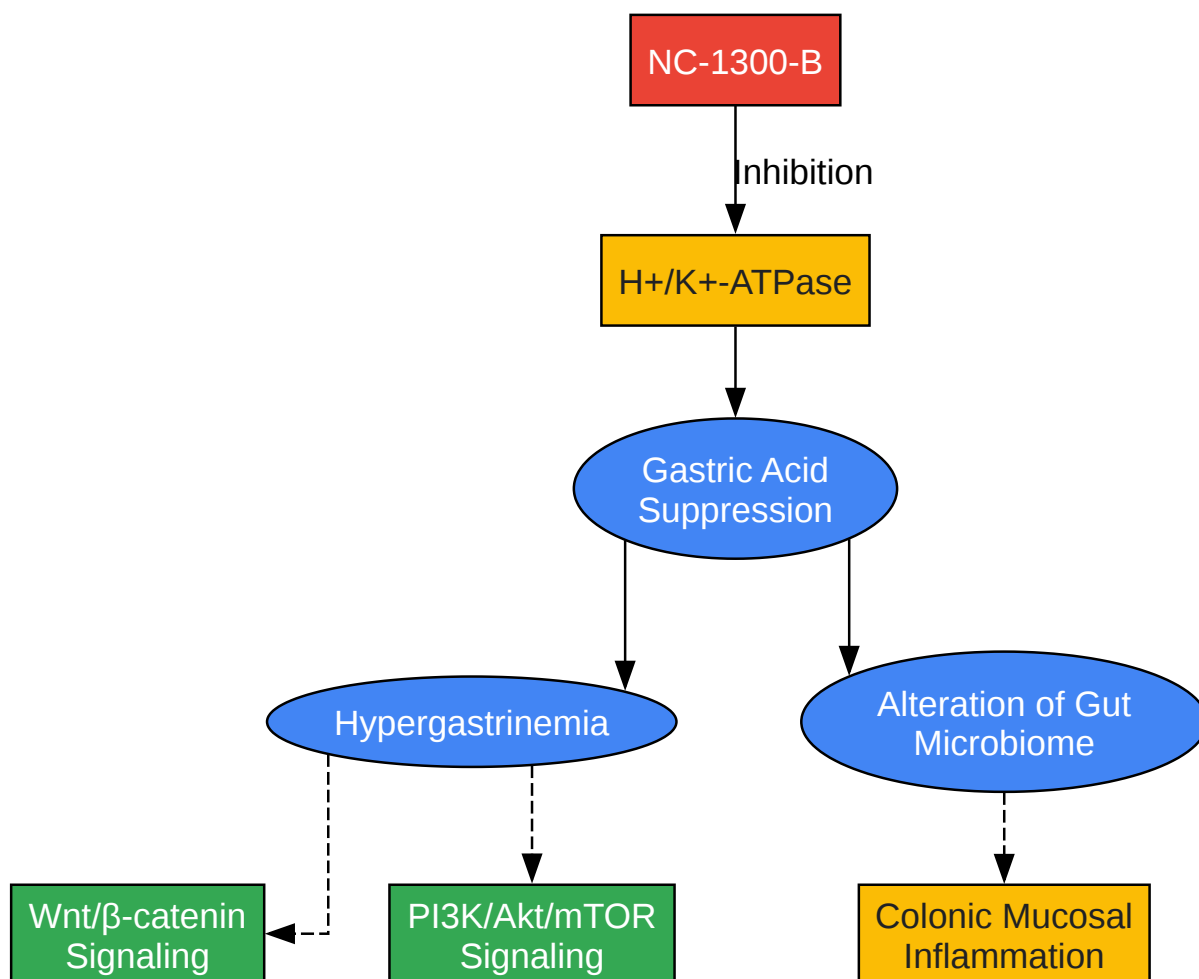 NC-1300-B
Inhibition
H+/K+-ATPase
Gastric Acid
Suppression
Hypergastrinemia
Alteration of Gut
Microbiome
Wnt/β-catenin
Signaling
PI3K/Akt/mTOR
Signaling
Colonic Mucosal
Inflammation